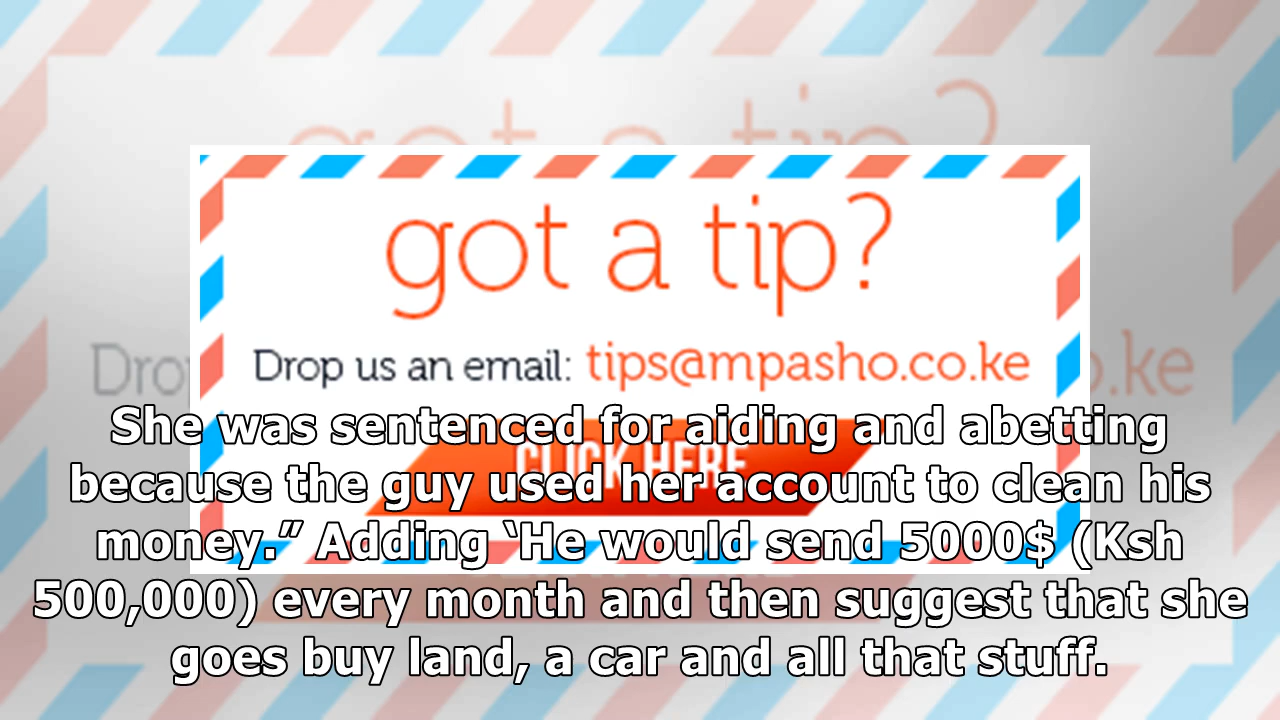 got a tip?
Drop us an email: tips@mpasho.co.ke
CLICK HERE
She was sentenced for aiding and abetting
because the guy used her account to clean his
money.” Adding ‘He would send 5000$ (Ksh
500,000) every month and then suggest that she
goes buy land, a car and all that stuff.